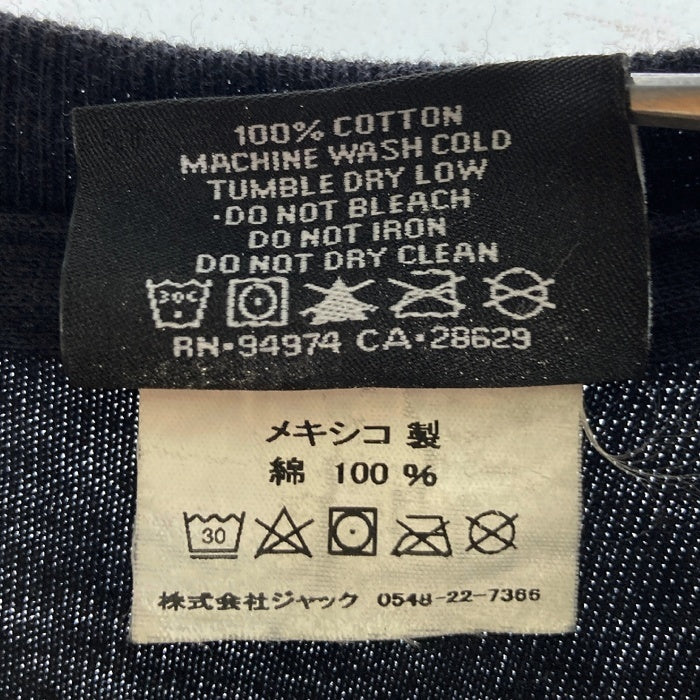 100% COTTON
MACHINE WASH COLD
TUMBLE DRY LOW
·DO NOT BLEACH
DO NOT IRON
DO NOT DRY CLEAN
30C
RN·94974 CA·28629
メキシコ 製
綿 100 %
30
株式会社ジャック 0548-22-7366